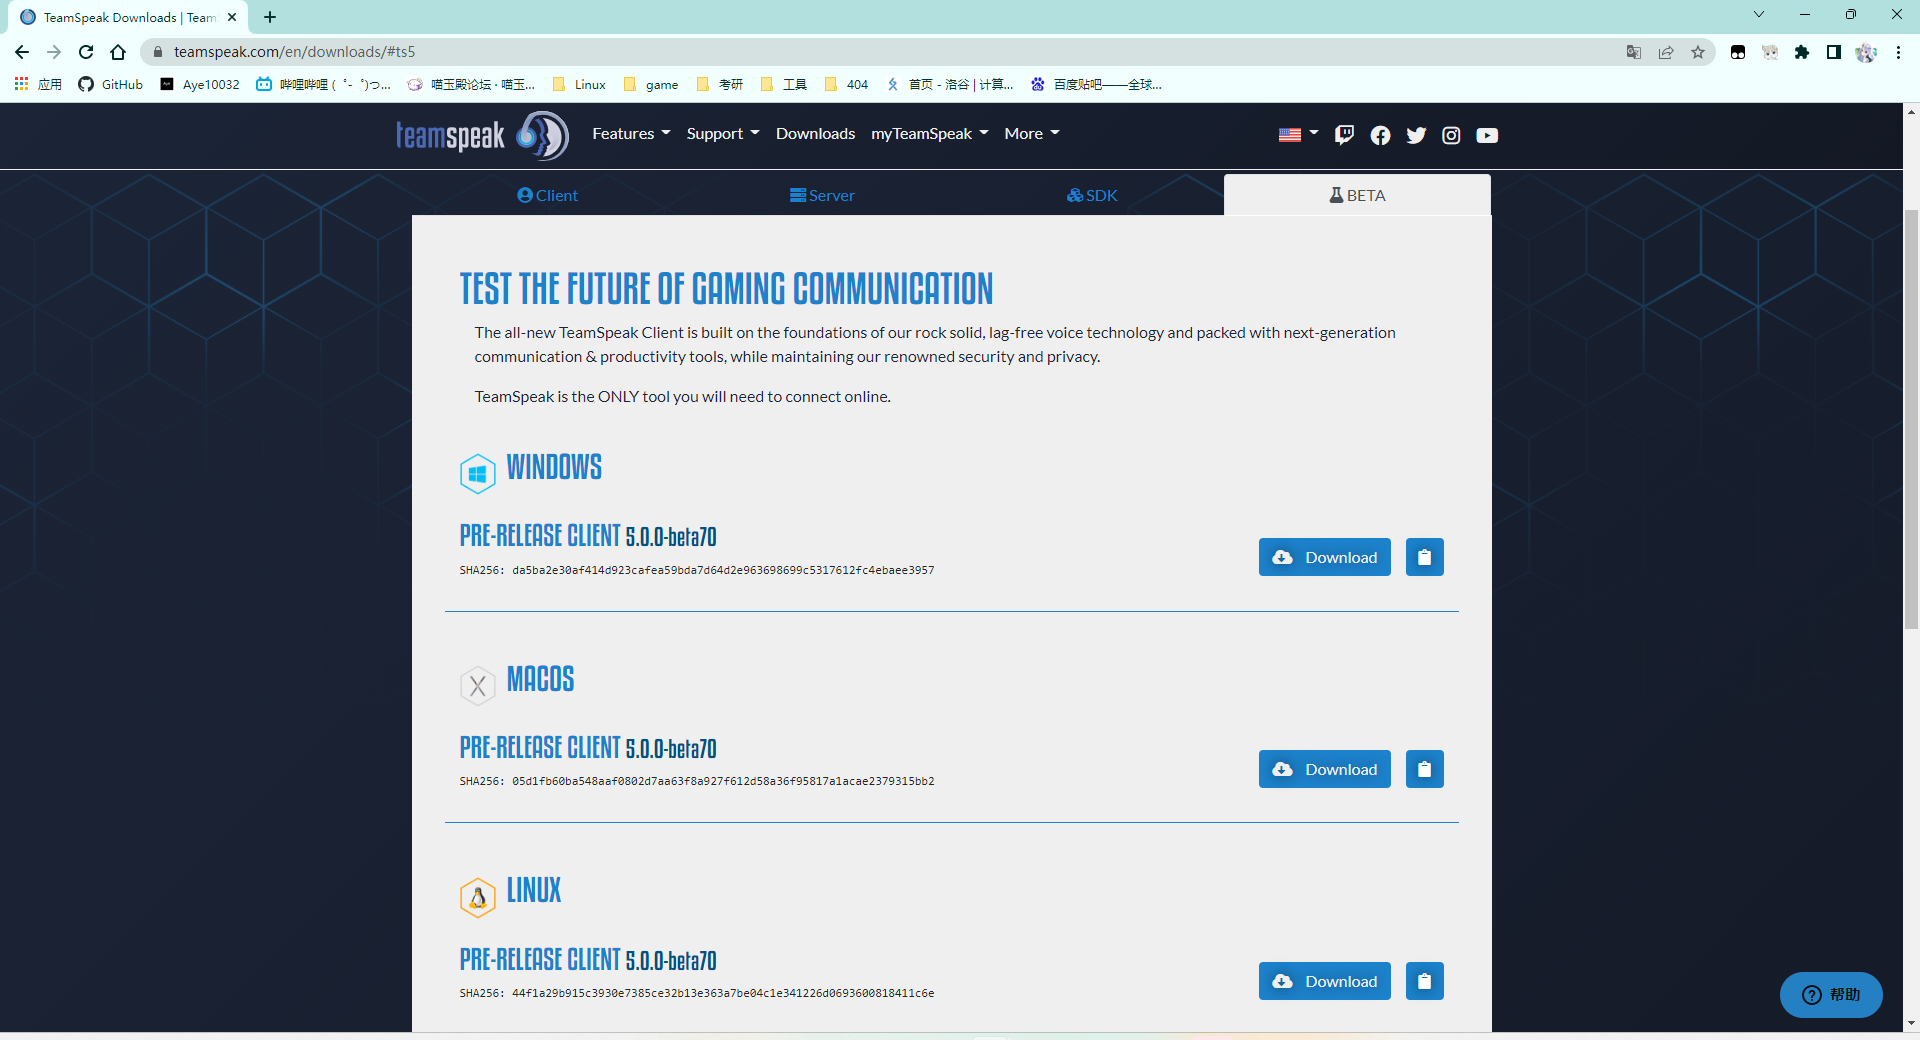 TeamSpeak Downloads | Team
teamspeak.com/en/downloads/#ts5
应用 GitHub Aye10032 哔哩哔哩 ( ゜- ゜)つ... 喵玉殿论坛 · 喵玉... Linux game 考研 工具 404 首页 - 洛谷 | 计算... 百度贴吧——全球...
teamspeak Features Support Downloads myTeamSpeak More
Client Server SDK BETA
TEST THE FUTURE OF GAMING COMMUNICATION
The all-new TeamSpeak Client is built on the foundations of our rock solid, lag-free voice technology and packed with next-generation
communication & productivity tools, while maintaining our renowned security and privacy.
TeamSpeak is the ONLY tool you will need to connect online.
WINDOWS
PRE-RELEASE CLIENT 5.0.0-beta70
Download
SHA256: da5ba2e30af414d923cafea59bda7d64d2e963698699c5317612fc4ebaee3957
MACOS
PRE-RELEASE CLIENT 5.0.0-beta70
Download
SHA256: 05d1fb60ba548aaf0802d7aa63f8a927f612d58a36f95817a1acae2379315bb2
LINUX
PRE-RELEASE CLIENT 5.0.0-beta70
Download
SHA256: 44f1a29b915c3930e7385ce32b13e363a7be04c1e341226d0693600818411c6e
帮助